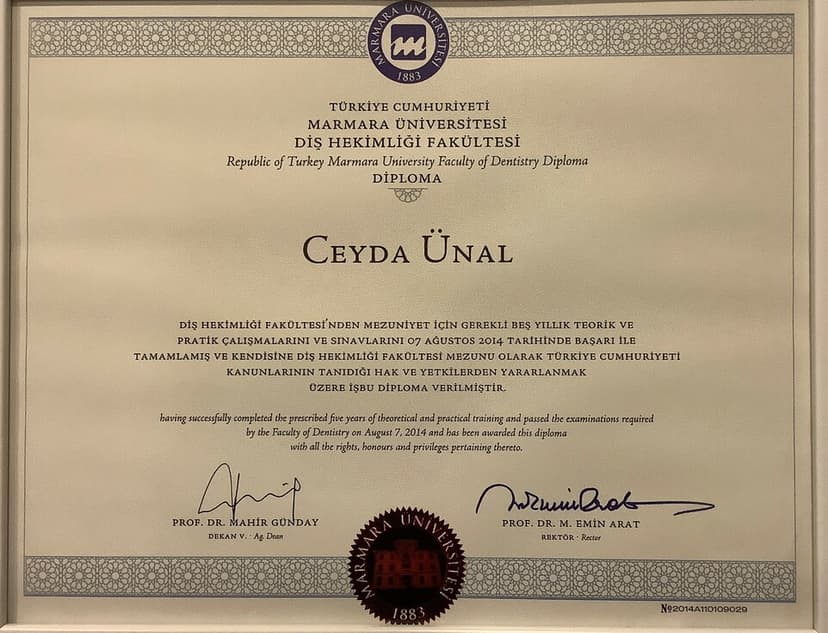 MARMARA ÜNİVERSİTESİ
m
1883
TÜRKİYE CUMHURİYETİ
MARMARA ÜNİVERSİTESİ
DİŞ HEKİMLİĞİ FAKÜLTESİ
Republic of Turkey Marmara University Faculty of Dentistry Diploma
DİPLOMA
CEYDA ÜNAL
DİŞ HEKİMLİĞİ FAKÜLTESİ'NDEN MEZUNİYET İÇİN GEREKLİ BEŞ YILLIK TEORİK VE
PRATİK ÇALIŞMALARINI VE SINAVLARINI 07 AĞUSTOS 2014 TARİHİNDE BAŞARI İLE
TAMAMLAMIŞ VE KENDİSİNE DİŞ HEKİMLİĞİ FAKÜLTESİ MEZUNU OLARAK TÜRKİYE CUMHURİYETİ
KANUNLARININ TANIDIĞI HAK VE YETKİLERDEN YARARLANMAK
ÜZERE İŞBU DİPLOMA VERİLMİŞTİR.
having successfully completed the prescribed five years of theoretical and practical training and passed the examinations required
by the Faculty of Dentistry on August 7, 2014 and has been awarded this diploma
with all the rights, honours and privileges pertaining thereto.
PROF. DR. MAHİR GÜNDAY
DEKAN V. · Ag. Dean
PROF. DR. M. EMİN ARAT
REKTÖR · Rector
MARMARA ÜNİVERSİTESİ
1883
№2014A110109029